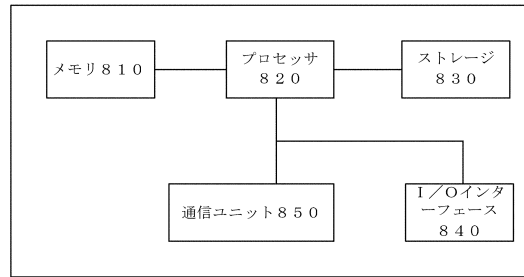 メモリ８１０
プロセッサ
８２０
ストレージ
８３０
通信ユニット８５０
Ｉ／Ｏインタ
ーフェース
８４０